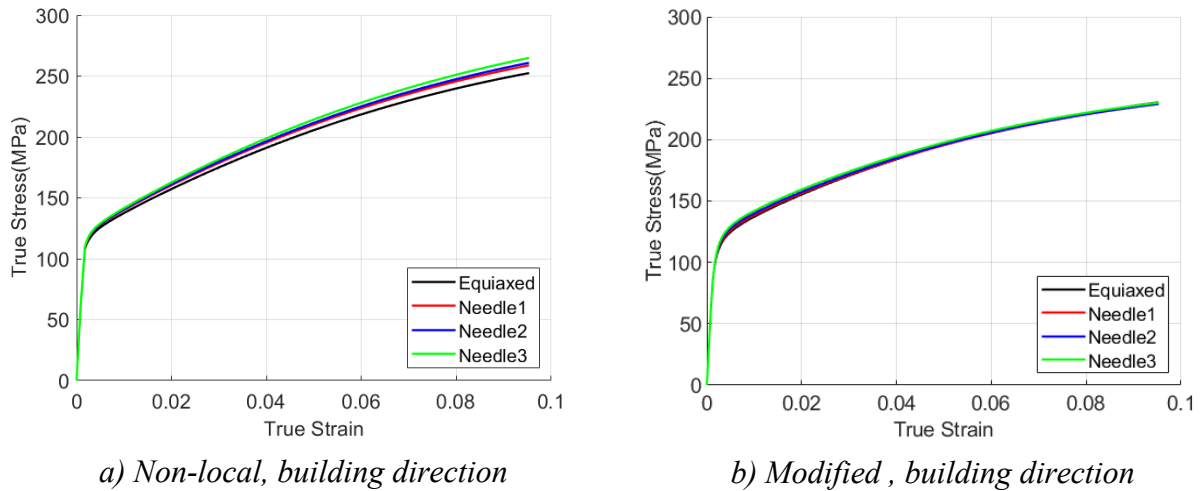 300
250
200
150
100
50
0
True Stress(MPa)
Equiaxed
Needle1
Needle2
Needle3
0 0.02 0.04 0.06 0.08 0.1
True Strain
a) Non-local, building direction
300
250
200
150
100
50
0
True Stress(MPa)
Equiaxed
Needle1
Needle2
Needle3
0 0.02 0.04 0.06 0.08 0.1
True Strain
b) Modified , building direction